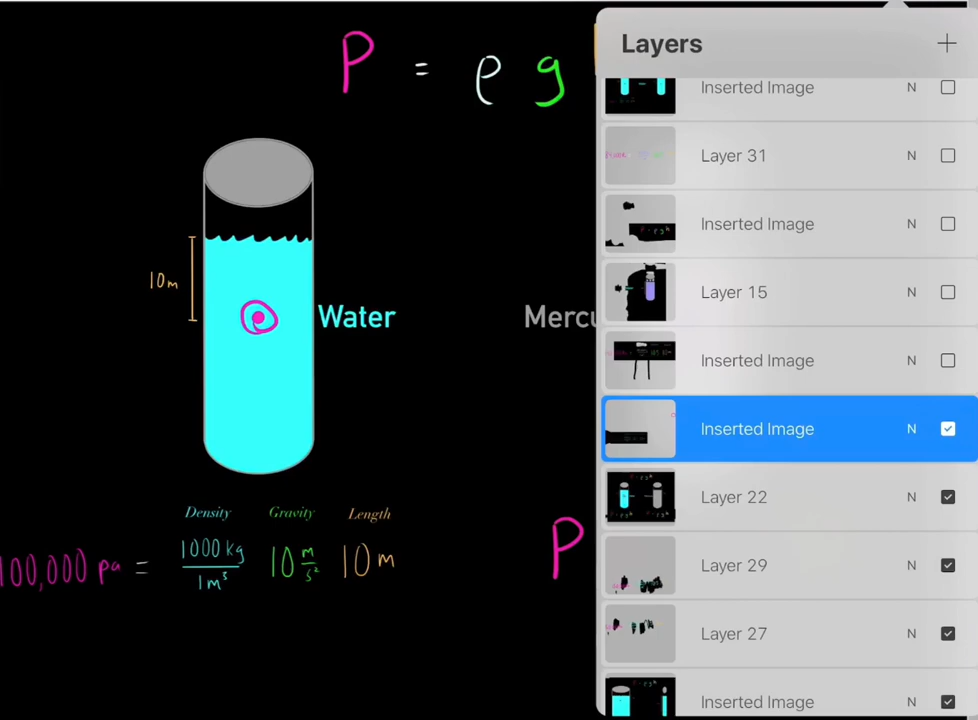 P = ρ g
10m
Water
100,000 pa = 1000 kg / 1m³ 10 m/s² 10 m
Density Gravity Length
P
Layers +
Inserted Image N
Layer 31 N
Inserted Image N
Layer 15 N
Inserted Image N
Inserted Image N
Layer 22 N
Layer 29 N
Layer 27 N
Inserted Image N